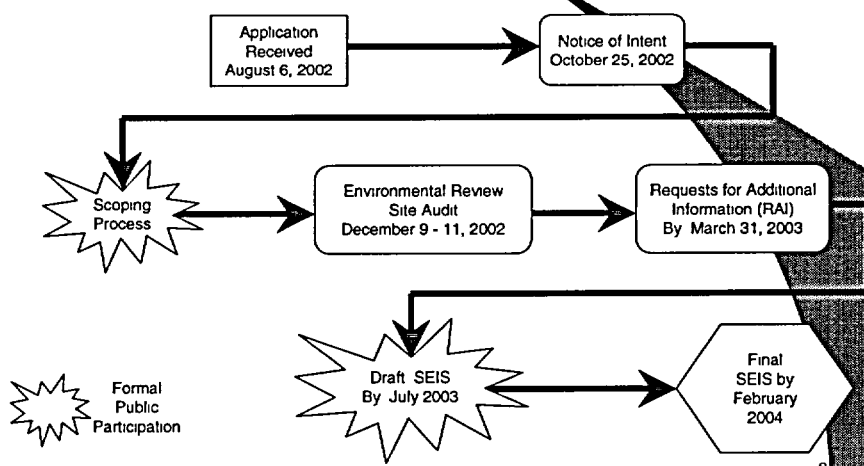 Application
Received
August 6, 2002
Notice of Intent
October 25, 2002
Scoping
Process
Environmental Review
Site Audit
December 9 - 11, 2002
Requests for Additional
Information (RAI)
By March 31, 2003
Draft SEIS
By July 2003
Final
SEIS by
February
2004
Formal
Public
Participation